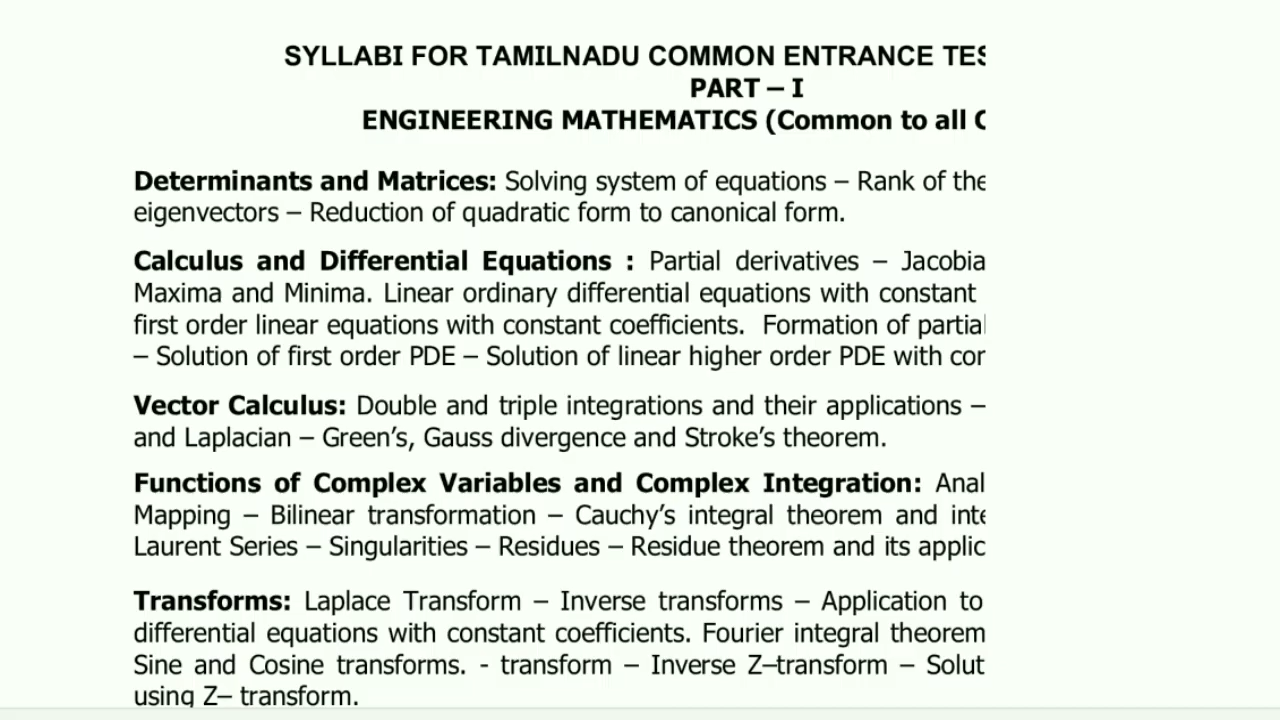 SYLLABI FOR TAMILNADU COMMON ENTRANCE TES
PART – I
ENGINEERING MATHEMATICS (Common to all
Determinants and Matrices: Solving system of equations – Rank of the
eigenvectors – Reduction of quadratic form to canonical form.
Calculus and Differential Equations : Partial derivatives – Jacobia
Maxima and Minima. Linear ordinary differential equations with constant
first order linear equations with constant coefficients. Formation of partial
– Solution of first order PDE – Solution of linear higher order PDE with
Vector Calculus: Double and triple integrations and their applications –
and Laplacian – Green's, Gauss divergence and Stroke's theorem.
Functions of Complex Variables and Complex Integration: Anal
Mapping – Bilinear transformation – Cauchy's integral theorem and inte
Laurent Series – Singularities – Residues – Residue theorem and its applic
Transforms: Laplace Transform – Inverse transforms – Application to
differential equations with constant coefficients. Fourier integral theorem
Sine and Cosine transforms. - transform – Inverse Z–transform – Solut
using Z– transform.